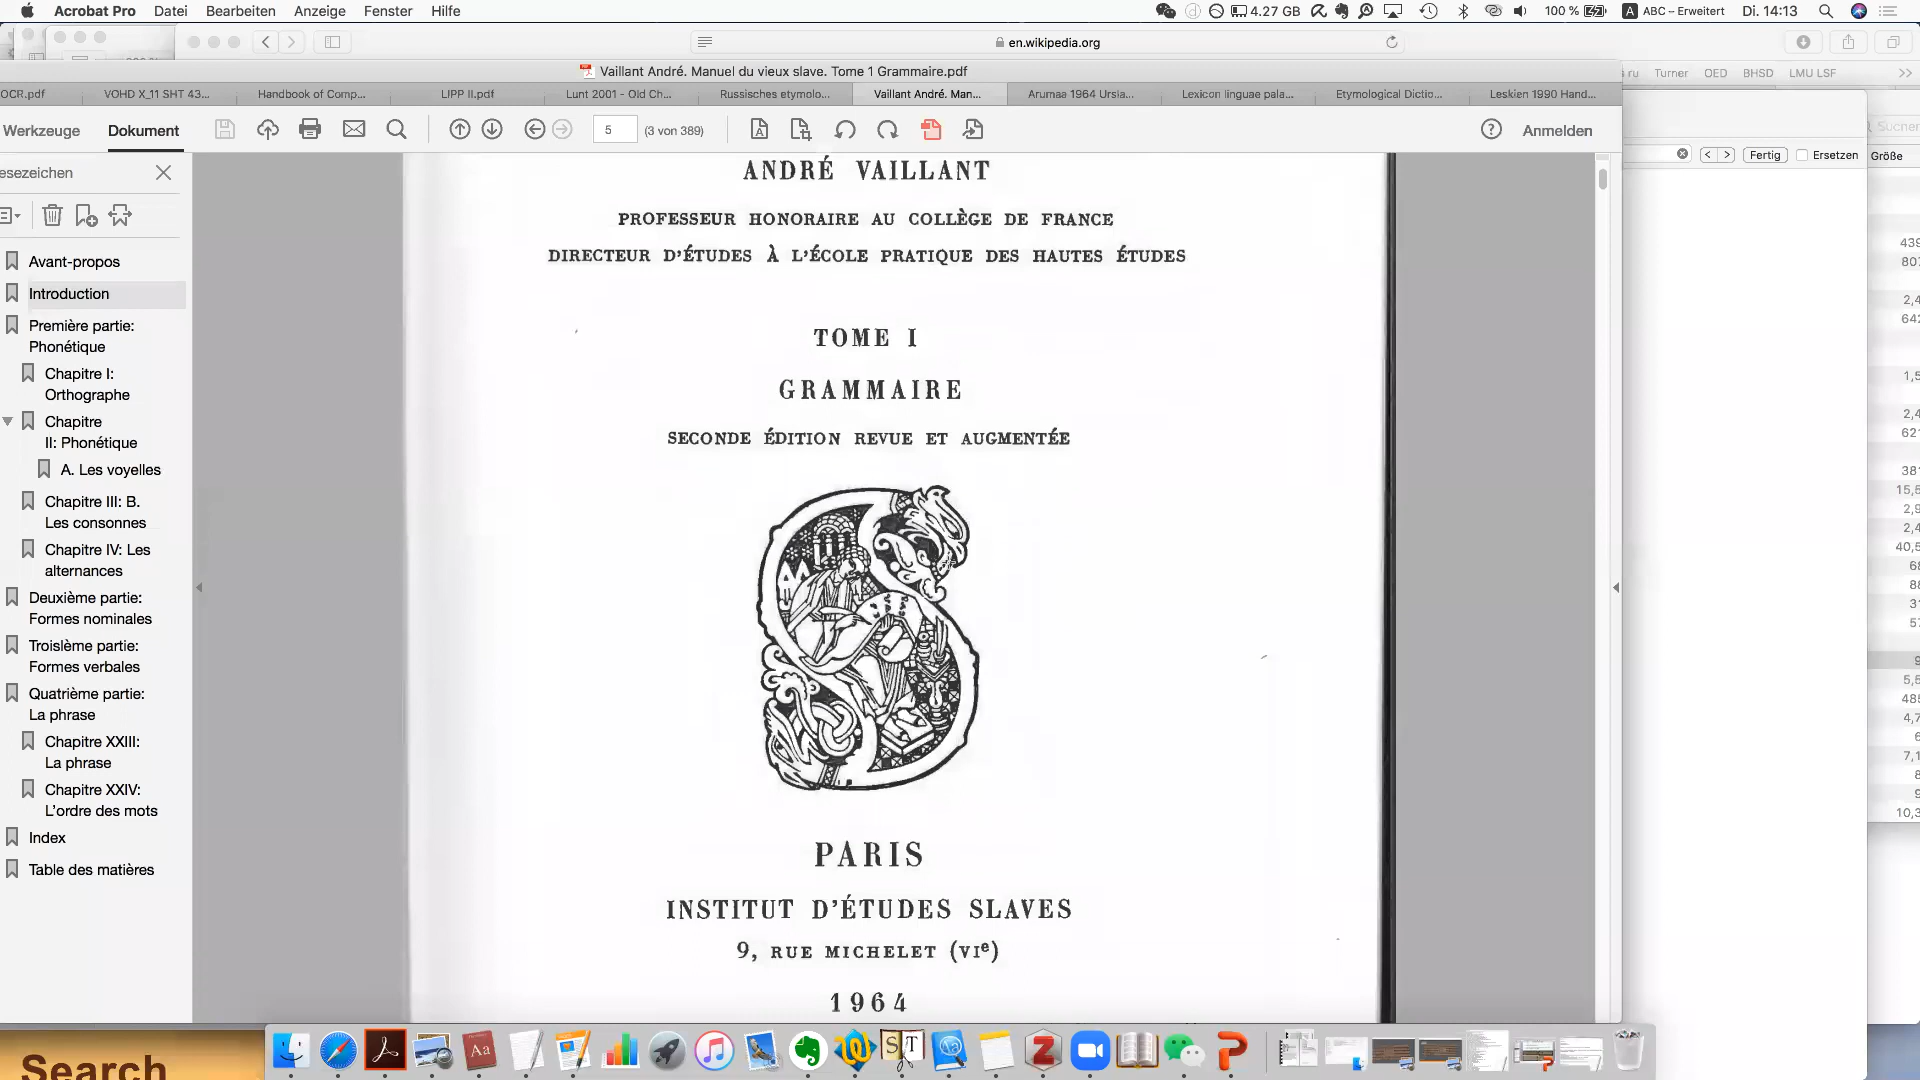 Acrobat Pro Datei Bearbeiten Anzeige Fenster Hilfe 4.27 GB 100 % ABC – Erweitert Di. 14:13
en.wikipedia.org
Vaillant André. Manuel du vieux slave. Tome 1 Grammaire.pdf
ru Turner OED BHSD LMU LSF
OCR.pdf VOHD X_11 SHT 43... Handbook of Comp... LIPP II.pdf Lunt 2001 - Old Ch... Russisches etymolo... Vaillant André. Man... Arumaa 1964 Ursla... Lexicon linguae pala... Etymological Dictio... Leskien 1990 Hand...
Werkzeuge Dokument 5 (3 von 389) Anmelden
Suchen
Fertig Ersetzen Größe
esezeichen
Avant-propos
Introduction
Première partie:
Phonétique
Chapitre I:
Orthographe
Chapitre
II: Phonétique
A. Les voyelles
Chapitre III: B.
Les consonnes
Chapitre IV: Les
alternances
Deuxième partie:
Formes nominales
Troisième partie:
Formes verbales
Quatrième partie:
La phrase
Chapitre XXIII:
La phrase
Chapitre XXIV:
L'ordre des mots
Index
Table des matières
ANDRÉ VAILLANT
PROFESSEUR HONORAIRE AU COLLÈGE DE FRANCE
DIRECTEUR D'ÉTUDES À L'ÉCOLE PRATIQUE DES HAUTES ÉTUDES
TOME I
GRAMMAIRE
SECONDE ÉDITION REVUE ET AUGMENTÉE
PARIS
INSTITUT D'ÉTUDES SLAVES
9, RUE MICHELET (VIe)
1964
Search